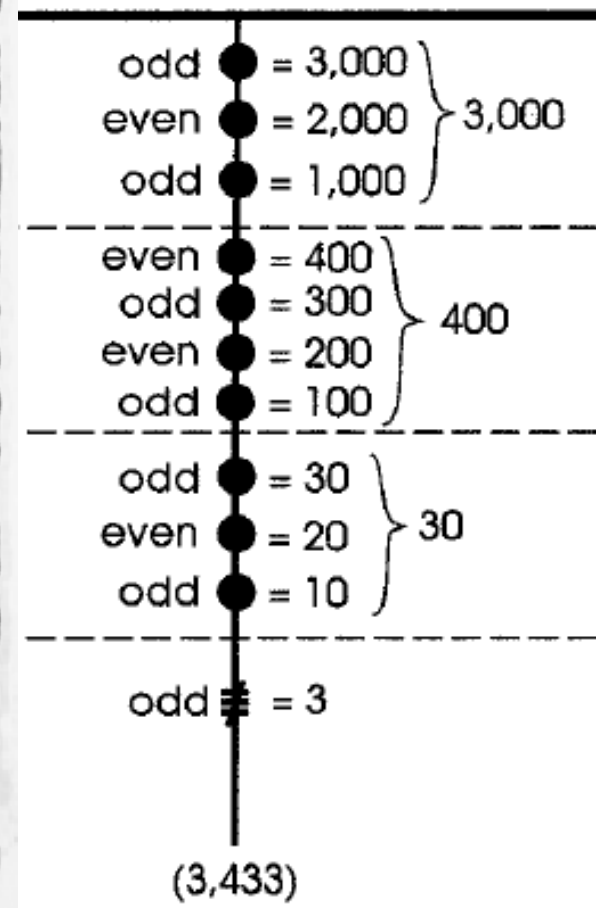 odd = 3,000
even = 2,000 3,000
odd = 1,000
even = 400
odd = 300
400
even = 200
odd = 100
odd = 30
even = 20 30
odd = 10
odd = 3
(3,433)